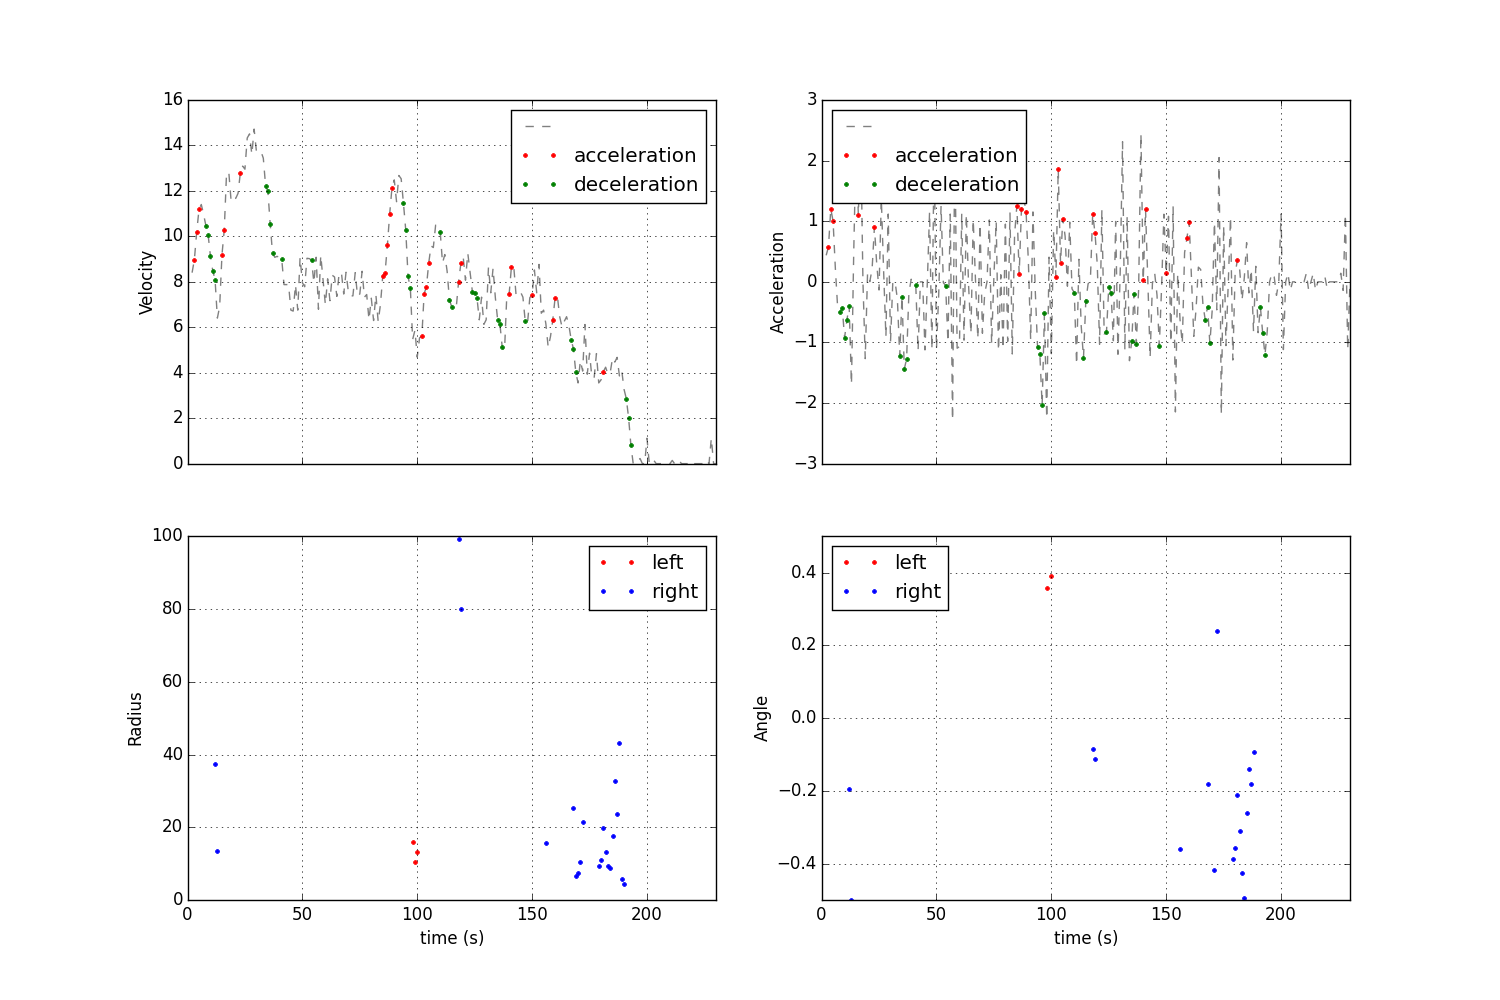 16
14
12
10
8
6
4
2
0
Velocity
acceleration
deceleration
3
2
1
0
−1
−2
−3
Acceleration
acceleration
deceleration
100
80
60
40
20
0
Radius
left
right
0 50 100 150 200
time (s)
0.4
0.2
0.0
−0.2
−0.4
Angle
left
right
0 50 100 150 200
time (s)